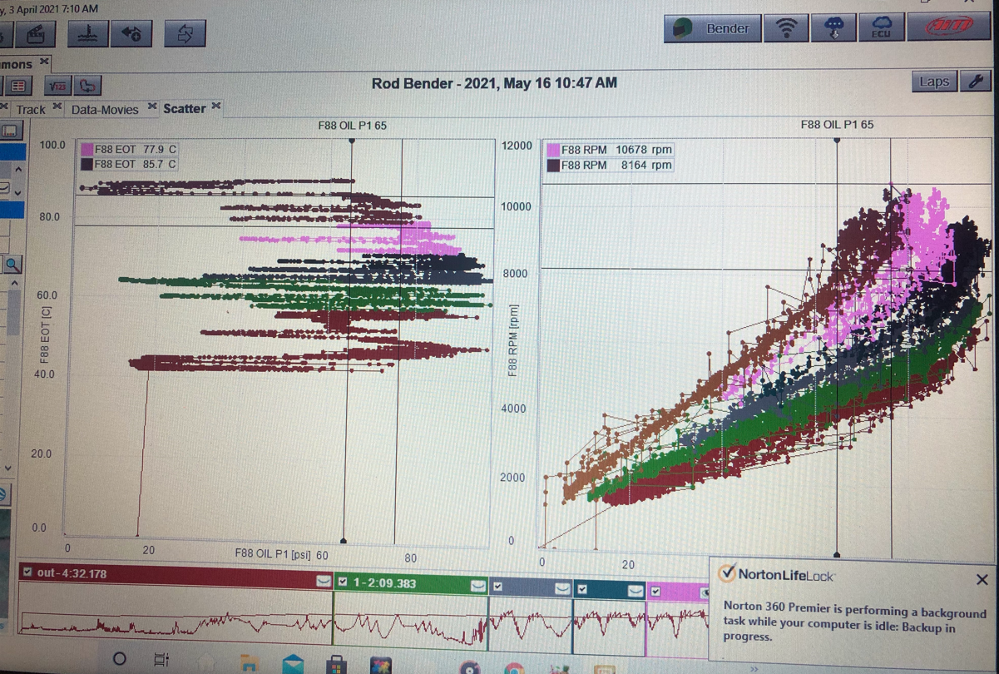 y, 3 April 2021 7:10 AM
Bender
ECU
AiM
mons
Rod Bender - 2021, May 16 10:47 AM
Laps
Track
Data-Movies
Scatter
F88 OIL P1 65
F88 EOT 77.9 C
F88 EOT 85.7 C
100.0
80.0
60.0
40.0
20.0
0.0
F88 EOT [C]
0
20
F88 OIL P1 [psi] 60
80
F88 OIL P1 65
F88 RPM 10678 rpm
F88 RPM 8164 rpm
12000
10000
8000
4000
2000
0
F88 RPM [rpm]
0
20
out-4:32.178
1-2:09.383
NortonLifeLock
Norton 360 Premier is performing a background
task while your computer is idle: Backup in
progress.